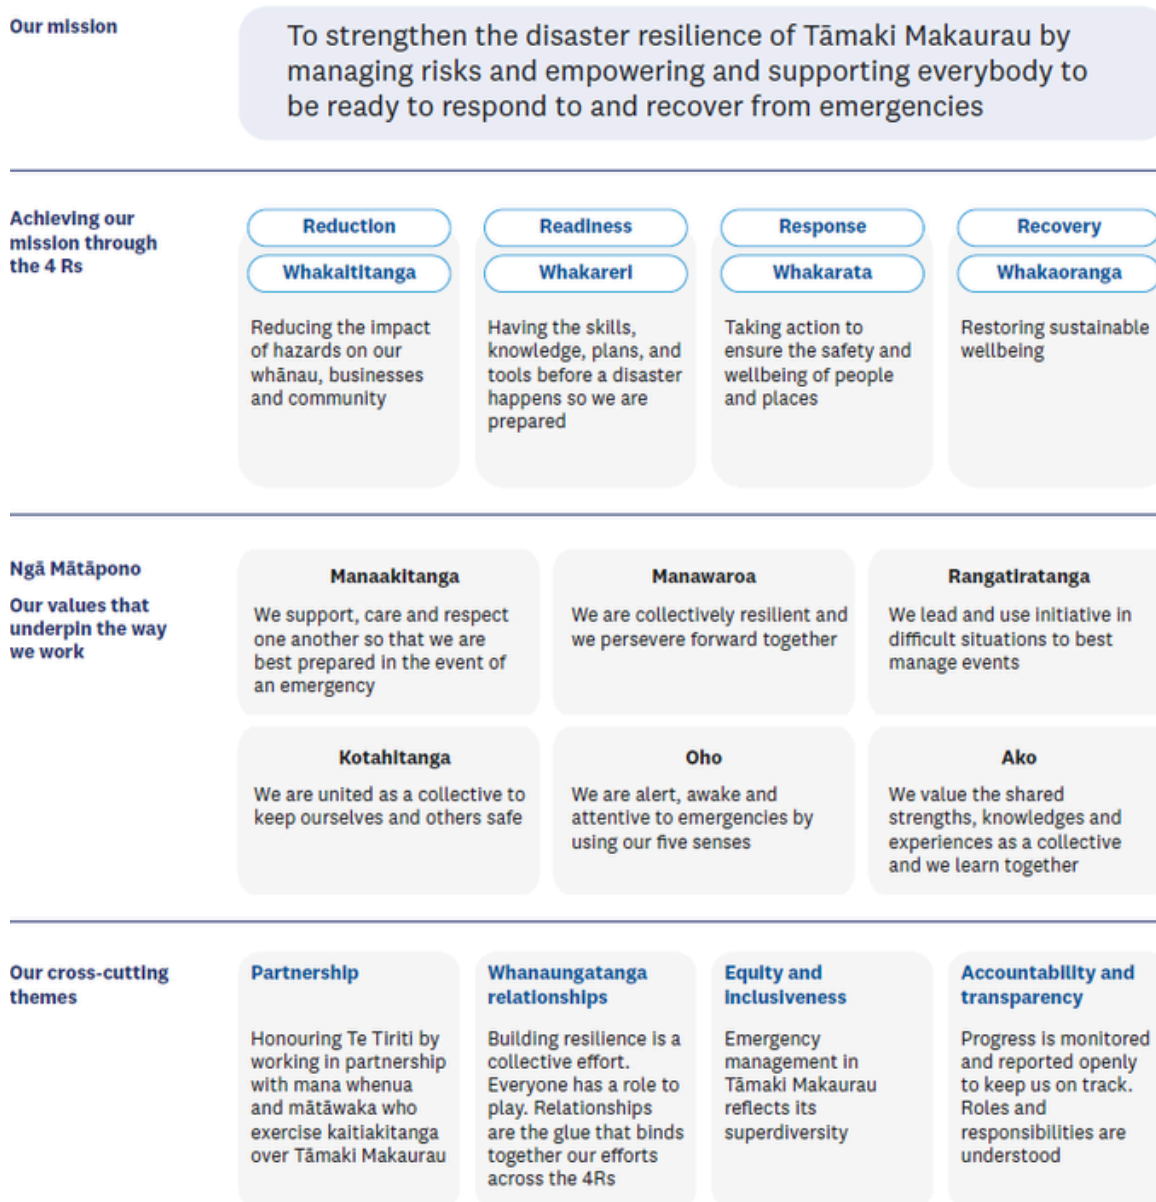 Our mission
To strengthen the disaster resilience of Tāmaki Makaurau by
managing risks and empowering and supporting everybody to
be ready to respond to and recover from emergencies
Achieving our
mission through
the 4 Rs
Reduction
Whakaititanga
Reducing the impact
of hazards on our
whānau, businesses
and community
Readiness
Whakareri
Having the skills,
knowledge, plans, and
tools before a disaster
happens so we are
prepared
Response
Whakarata
Taking action to
ensure the safety and
wellbeing of people
and places
Recovery
Whakaoranga
Restoring sustainable
wellbeing
Ngā Mātāpono
Our values that
underpin the way
we work
Manaakitanga
We support, care and respect
one another so that we are
best prepared in the event of
an emergency
Manawaroa
We are collectively resilient and
we persevere forward together
Rangatiratanga
We lead and use initiative in
difficult situations to best
manage events
Kotahitanga
We are united as a collective to
keep ourselves and others safe
Oho
We are alert, awake and
attentive to emergencies by
using our five senses
Ako
We value the shared
strengths, knowledges and
experiences as a collective
and we learn together
Our cross-cutting
themes
Partnership
Honouring Te Tiriti by
working in partnership
with mana whenua
and mātāwaka who
exercise kaitiakitanga
over Tāmaki Makaurau
Whanaungatanga
relationships
Building resilience is a
collective effort.
Everyone has a role to
play. Relationships
are the glue that binds
together our efforts
across the 4Rs
Equity and
inclusiveness
Emergency
management in
Tāmaki Makaurau
reflects its
superdiversity
Accountability and
transparency
Progress is monitored
and reported openly
to keep us on track.
Roles and
responsibilities are
understood